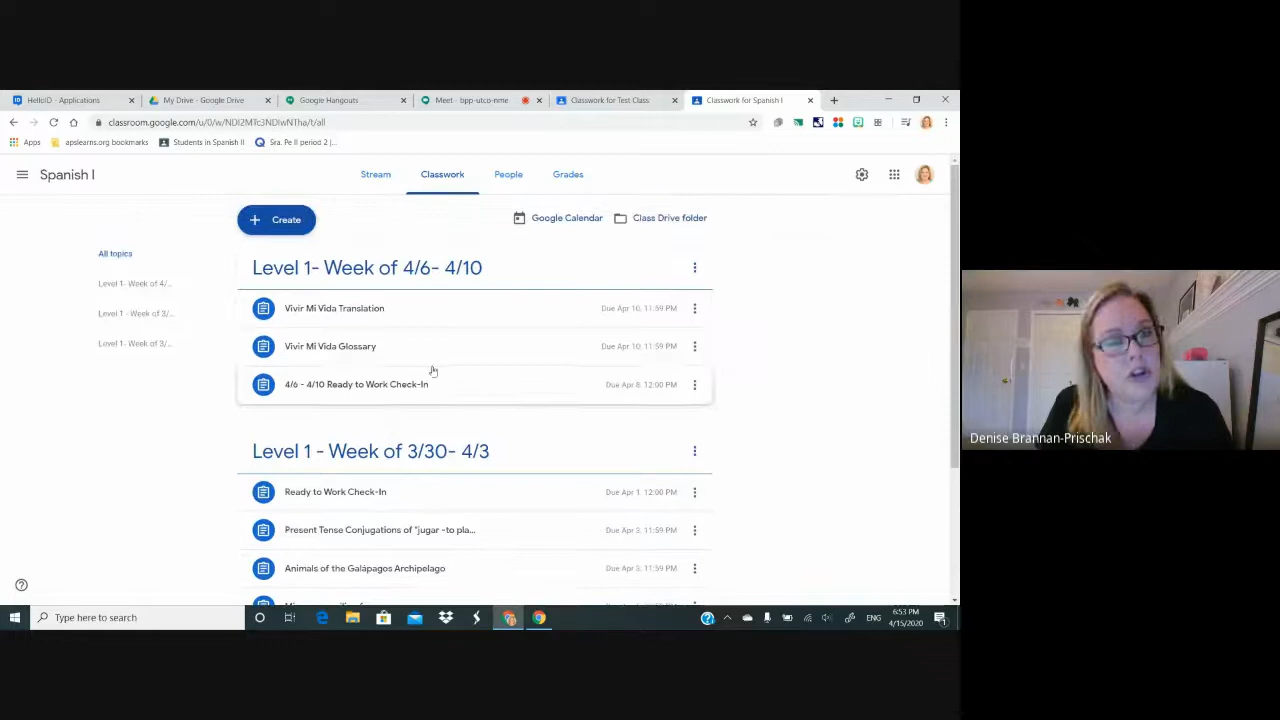 HelloID - Applications
My Drive - Google Drive
Google Hangouts
Meet - bpp-utco-nme
Classwork for Test Class
Classwork for Spanish I
classroom.google.com/u/0/w/NDI2MTc3NDIwNTha/t/all
Apps
apslearns.org bookmarks
Students in Spanish II
Sra. Pe II period 2 |...
Spanish I
Stream
Classwork
People
Grades
Create
Google Calendar
Class Drive folder
All topics
Level 1- Week of 4/...
Level 1 - Week of 3/...
Level 1- Week of 3/...
Level 1- Week of 4/6- 4/10
Vivir Mi Vida Translation Due Apr 10, 11:59 PM
Vivir Mi Vida Glossary Due Apr 10, 11:59 PM
4/6 - 4/10 Ready to Work Check-In Due Apr 8, 12:00 PM
Level 1 - Week of 3/30- 4/3
Ready to Work Check-In Due Apr 1, 12:00 PM
Present Tense Conjugations of "jugar -to pla... Due Apr 3, 11:59 PM
Animals of the Galápagos Archipelago Due Apr 3, 11:59 PM
Denise Brannan-Prischak
Type here to search
ENG
6:53 PM
4/15/2020